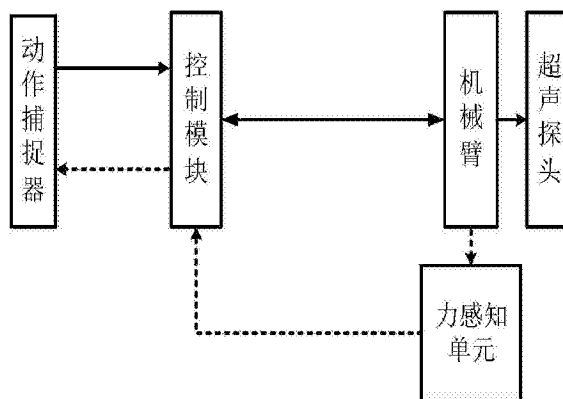 动作捕捉器
控制模块
机械臂
超声探头
力感知
单元